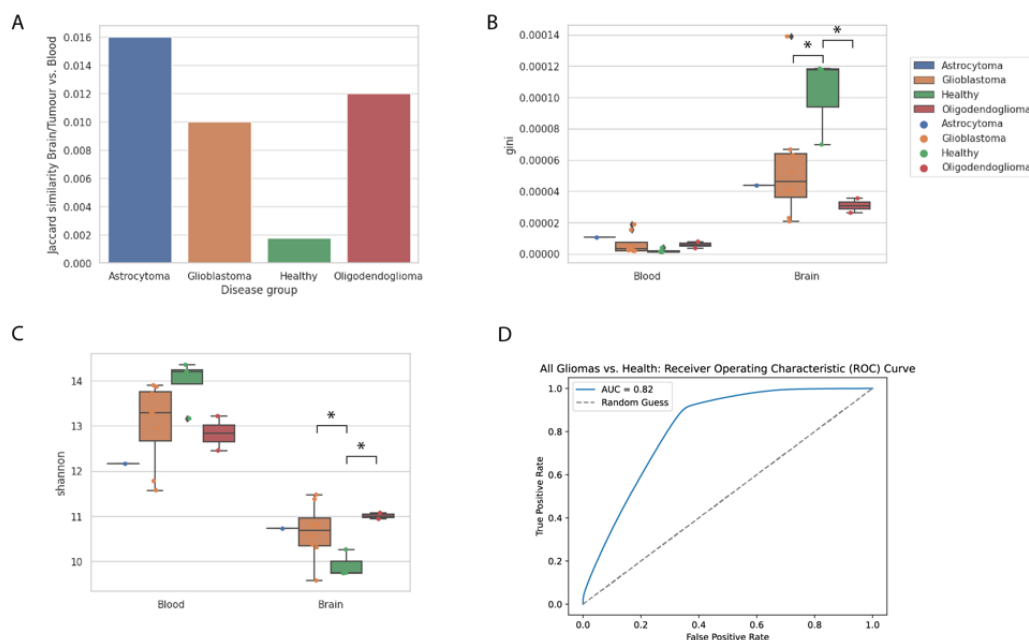 A
Jaccard similarity Brain/Tumour vs. Blood
0.016
0.014
0.012
0.010
0.008
0.006
0.004
0.002
0.000
Astrocytoma Glioblastoma Healthy Oligodendoglioma
Disease group
B
gini
0.00014
0.00012
0.00010
0.00008
0.00006
0.00004
0.00002
0.00000
* *
Blood Brain
Astrocytoma
Glioblastoma
Healthy
Oligodendoglioma
Astrocytoma
Glioblastoma
Healthy
Oligodendoglioma
C
shannon
14
13
12
11
10
*
*
Blood Brain
D
All Gliomas vs. Health: Receiver Operating Characteristic (ROC) Curve
AUC = 0.82
Random Guess
True Positive Rate
1.0
0.8
0.6
0.4
0.2
0.0
0.0 0.2 0.4 0.6 0.8 1.0
False Positive Rate